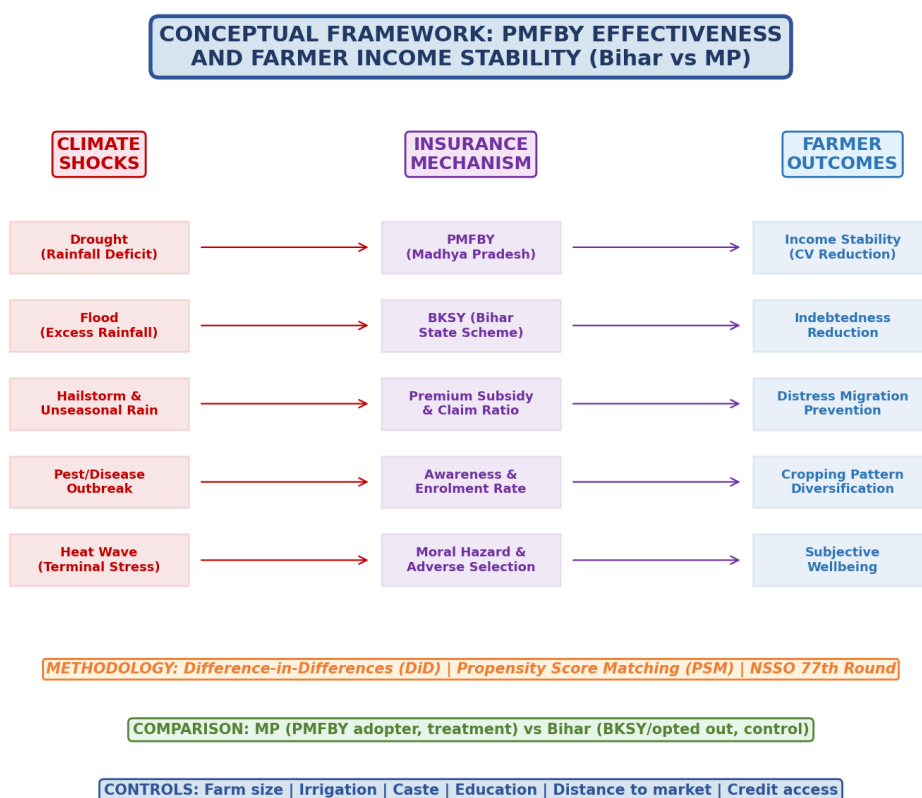 CONCEPTUAL FRAMEWORK: PMFBY EFFECTIVENESS
AND FARMER INCOME STABILITY (Bihar vs MP)
CLIMATE
SHOCKS
INSURANCE
MECHANISM
FARMER
OUTCOMES
Drought
(Rainfall Deficit)
PMFBY
(Madhya Pradesh)
Income Stability
(CV Reduction)
Flood
(Excess Rainfall)
BKSY (Bihar
State Scheme)
Indebtedness
Reduction
Hailstorm &
Unseasonal Rain
Premium Subsidy
& Claim Ratio
Distress Migration
Prevention
Pest/Disease
Outbreak
Awareness &
Enrolment Rate
Cropping Pattern
Diversification
Heat Wave
(Terminal Stress)
Moral Hazard &
Adverse Selection
Subjective
Wellbeing
METHODOLOGY: Difference-in-Differences (DiD) | Propensity Score Matching (PSM) | NSSO 77th Round
COMPARISON: MP (PMFBY adopter, treatment) vs Bihar (BKSY/opted out, control)
CONTROLS: Farm size | Irrigation | Caste | Education | Distance to market | Credit access